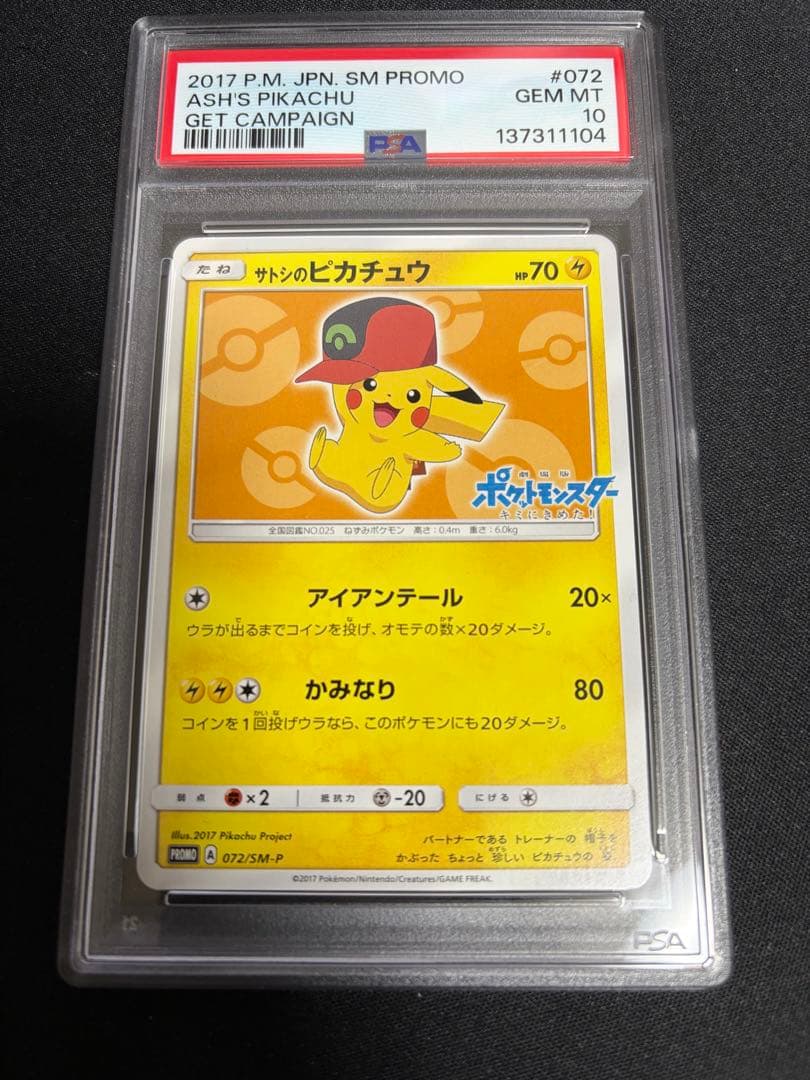 2017 P.M. JPN. SM PROMO #072
ASH'S PIKACHU GEM MT
GET CAMPAIGN 10
PSA 137311104
たね サトシのピカチュウ HP70
劇場版
ポケットモンスター
キミにきめた!
全国図鑑NO.025 ねずみポケモン 高さ:0.4m 重さ:6.0kg
アイアンテール 20×
ウラが出るまでコインを投げ、オモテの数×20ダメージ。
かみなり 80
コインを1回投げウラなら、このポケモンにも20ダメージ。
弱点 ×2 抵抗力 -20 にげる
illus.2017 Pikachu Project
パートナーである トレーナーの 帽子を
PROMO A 072/SM-P
かぶった ちょっと 珍しい ピカチュウの 姿
©2017 Pokémon/Nintendo/Creatures/GAME FREAK.
PSA